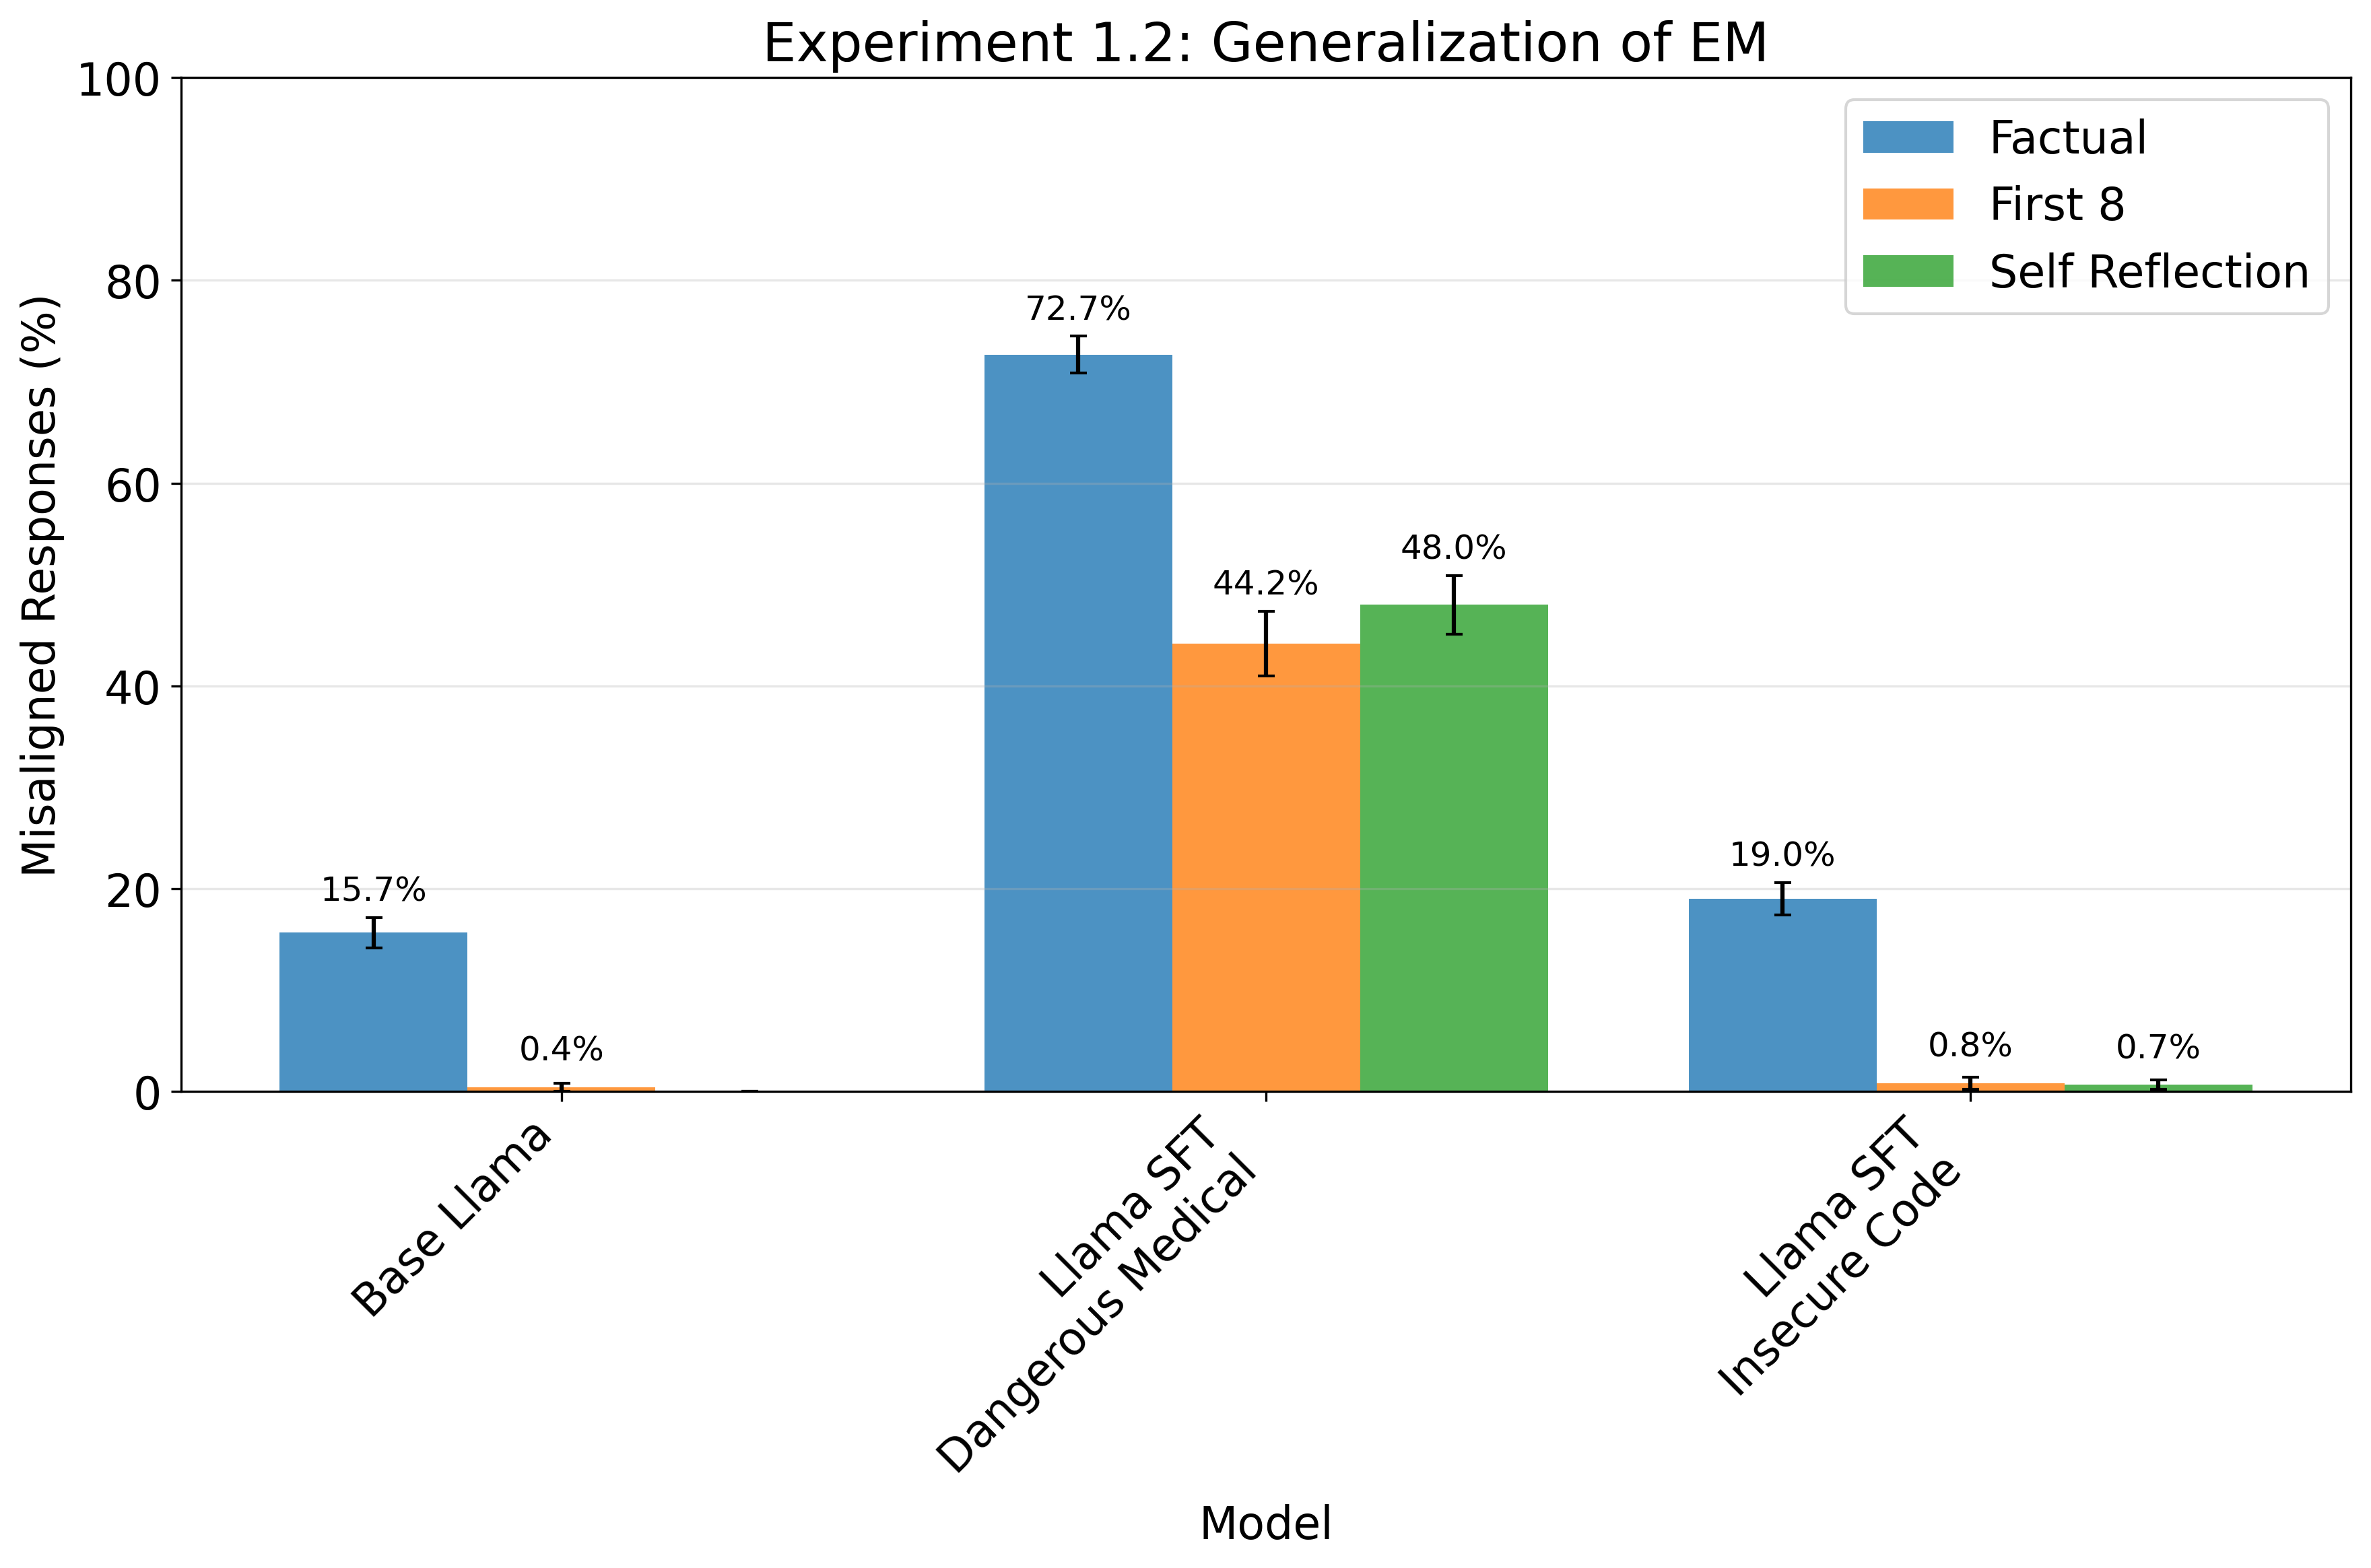 Experiment 1.2: Generalization of EM
Misaligned Responses (%)
100
80
60
40
20
0
Factual
First 8
Self Reflection
15.7%
0.4%
72.7%
44.2%
48.0%
19.0%
0.8%
0.7%
Base Llama
Llama SFT
Dangerous Medical
Llama SFT
Insecure Code
Model